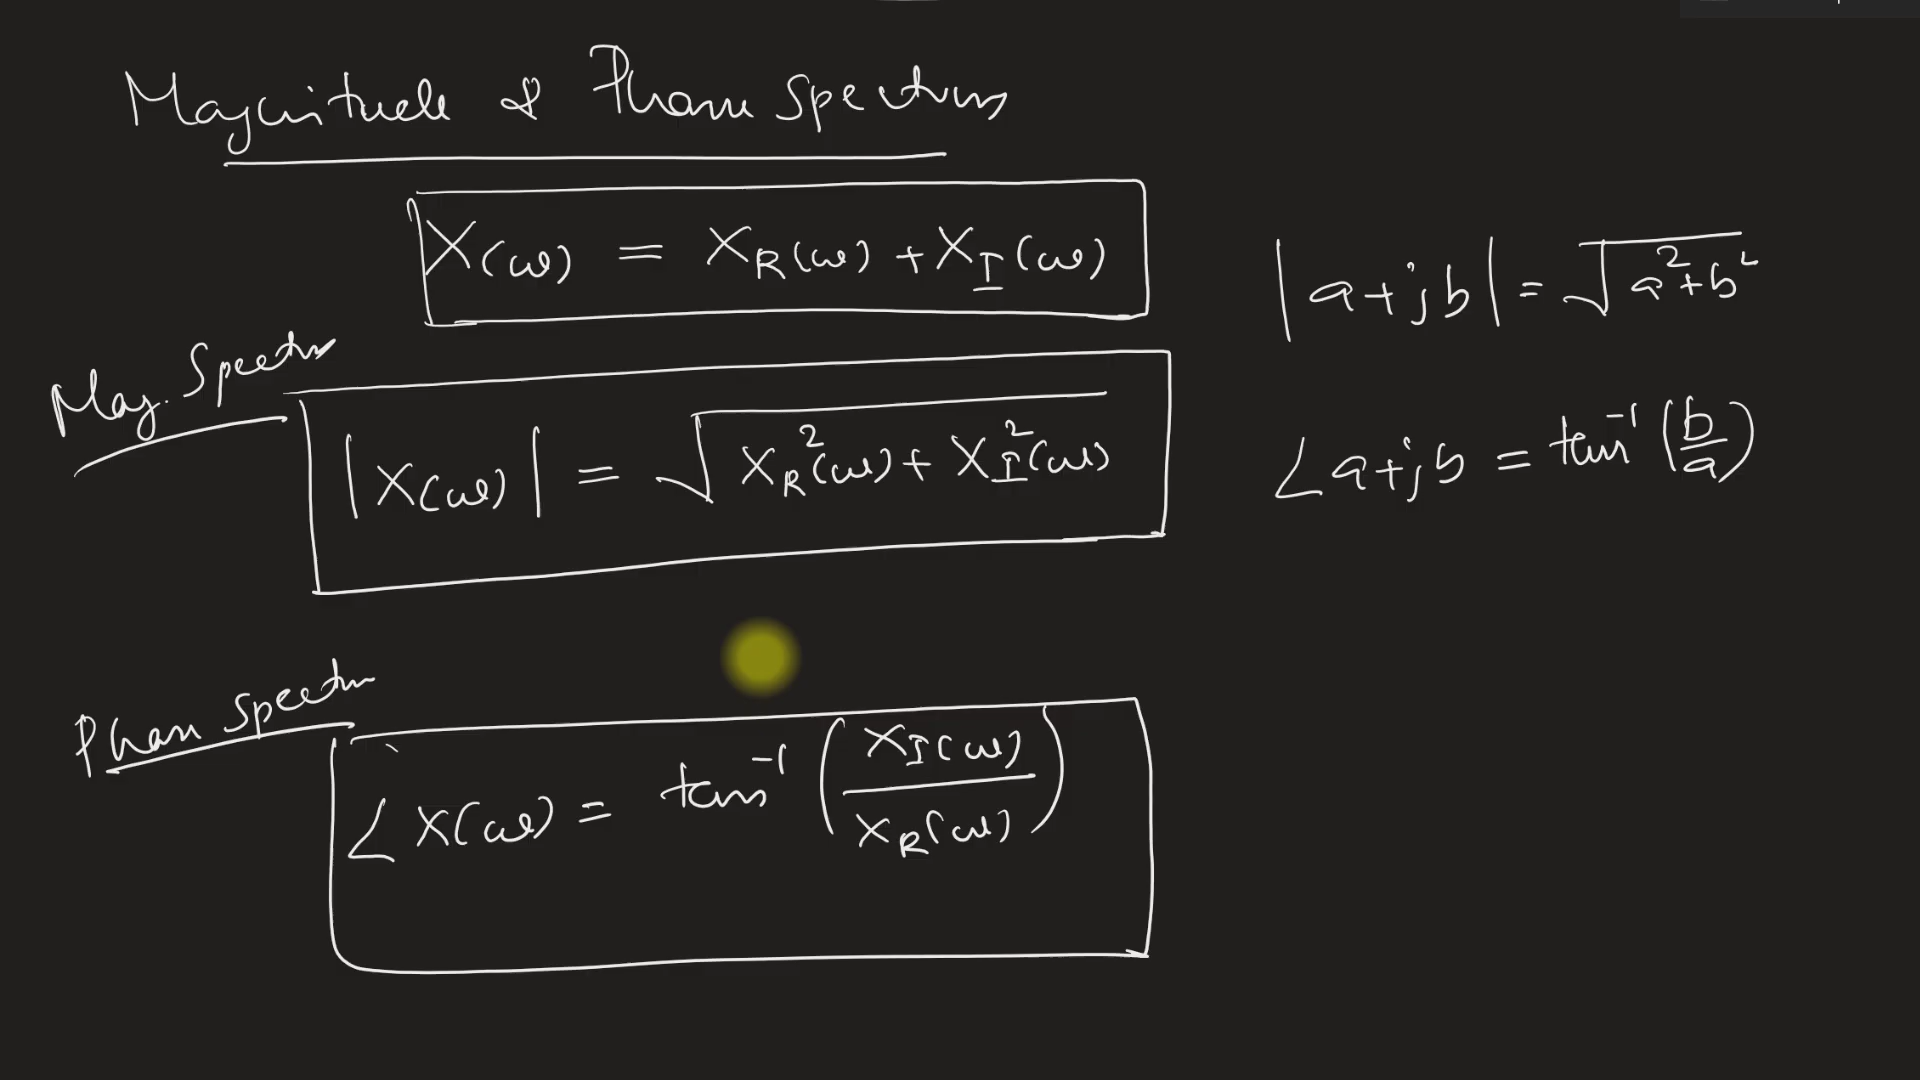 Magnitude & Phase Spectrum
X(ω) = X_R(ω) + X_I(ω)
|a+jb| = √(a²+b²)
Mag. Spectrum
|X(ω)| = √(X_R²(ω) + X_I²(ω))
∠a+jb = tan⁻¹(b/a)
Phase Spectrum
∠X(ω) = tan⁻¹(X_I(ω)/X_R(ω))